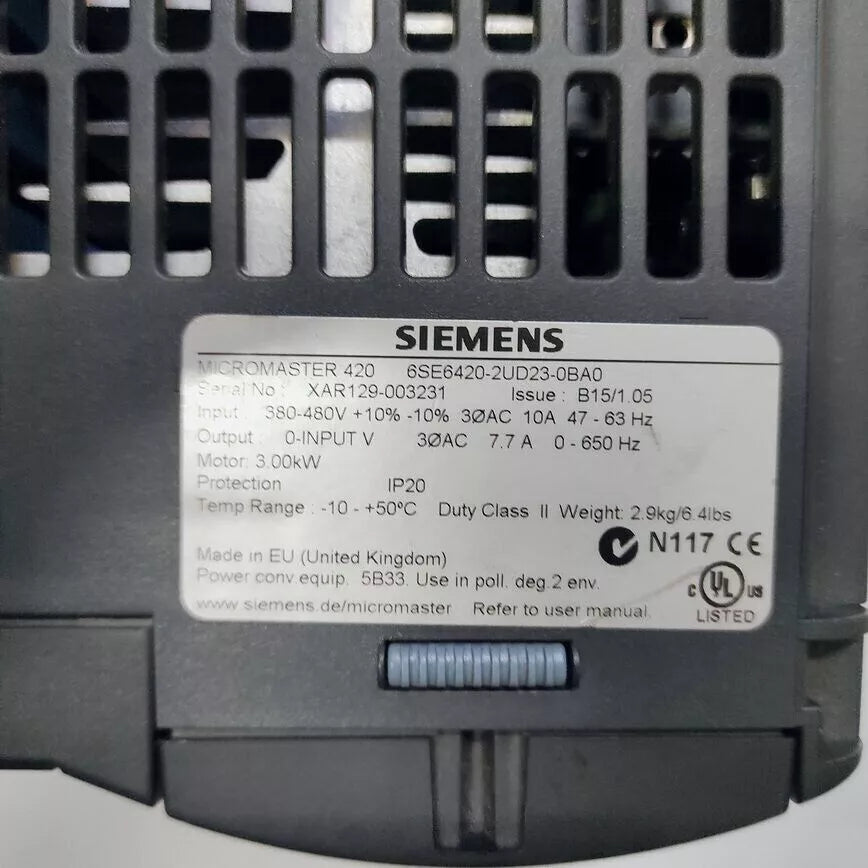 SIEMENS
MICROMASTER 420 6SE6420-2UD23-0BA0
Serial No : XAR129-003231 Issue : B15/1.05
Input : 380-480V +10% -10% 3ØAC 10A 47 - 63 Hz
Output : 0-INPUT V 3ØAC 7.7 A 0 - 650 Hz
Motor: 3.00kW
Protection IP20
Temp Range : -10 - +50ºC Duty Class II Weight: 2.9kg/6.4lbs
N117 CE
Made in EU (United Kingdom)
Power conv equip. 5B33. Use in poll. deg.2 env.
C UL US
www.siemens.de/micromaster Refer to user manual.
LISTED